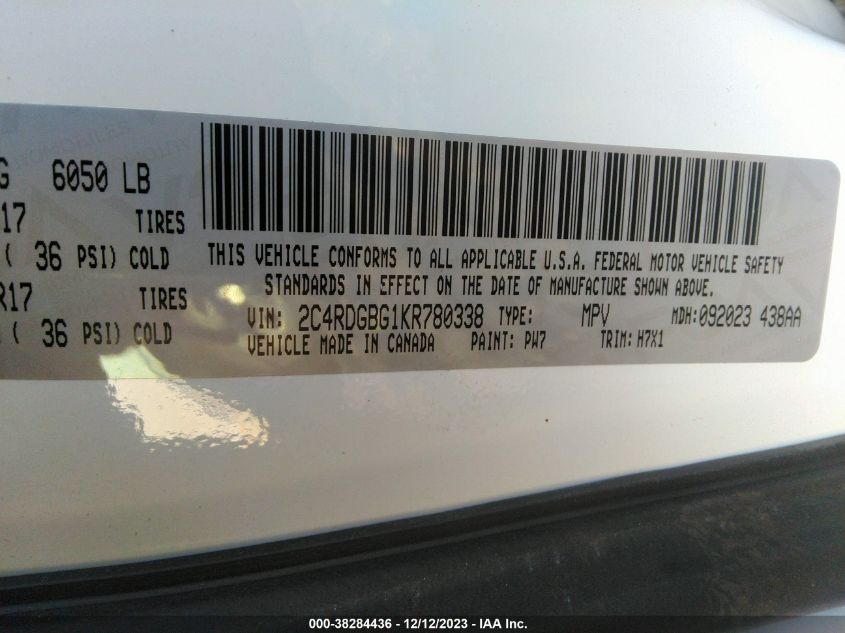 G 6050 LB
17 TIRES
( 36 PSI) COLD
R17 TIRES
( 36 PSI) COLD
THIS VEHICLE CONFORMS TO ALL APPLICABLE U.S.A. FEDERAL MOTOR VEHICLE SAFETY
STANDARDS IN EFFECT ON THE DATE OF MANUFACTURE SHOWN ABOVE.
VIN: 2C4RDGBG1KR780338 TYPE: MPV MDH:092023 438AA
VEHICLE MADE IN CANADA PAINT: PW7 TRIM: H7X1
000-38284436 - 12/12/2023 - IAA Inc.